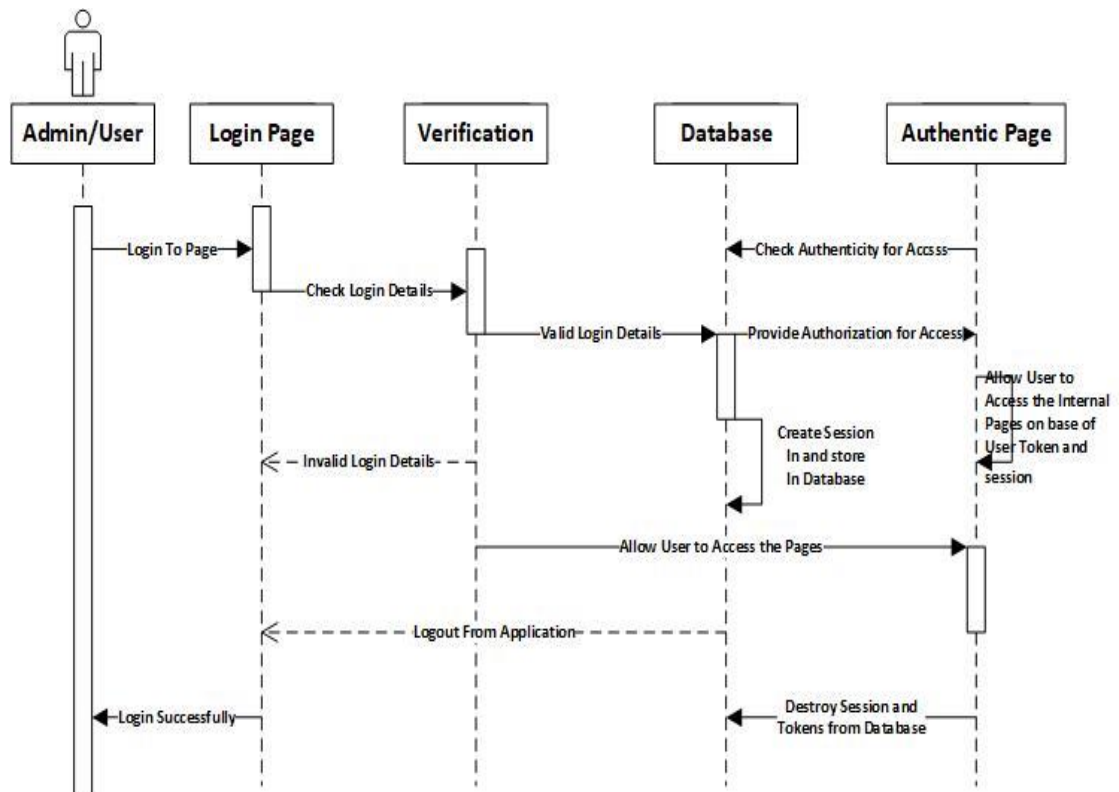 Admin/User
Login Page
Verification
Database
Authentic Page
Login To Page
Check Authenticity for Accsss
Check Login Details
Valid Login Details
Provide Authorization for Access
Allow User to
Access the Internal
Pages on base of
User Token and
session
Create Session
In and store
In Database
Invalid Login Details
Allow User to Access the Pages
Logout From Application
Login Successfully
Destroy Session and
Tokens from Database